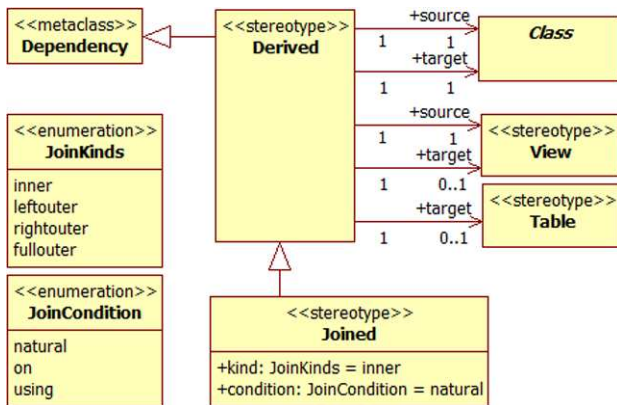 <<metaclass>>
Dependency
<<stereotype>>
Derived
+source
1 1
+target
1 1
Class
+source
1 1
+target
1 0..1
<<stereotype>>
View
+target
1 0..1
<<stereotype>>
Table
<<enumeration>>
JoinKinds
inner
leftouter
rightouter
fullouter
<<enumeration>>
JoinCondition
natural
on
using
<<stereotype>>
Joined
+kind: JoinKinds = inner
+condition: JoinCondition = natural